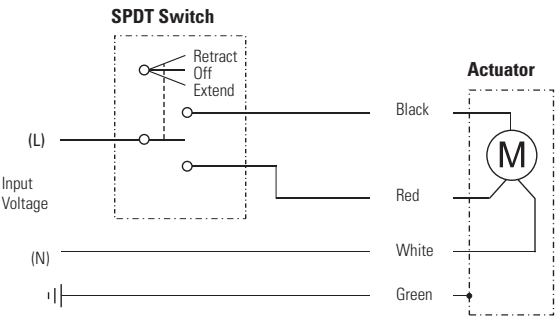 SPDT Switch
Retract
Off
Extend
Actuator
Black
(L)
M
Input
Voltage
Red
White
(N)
Green